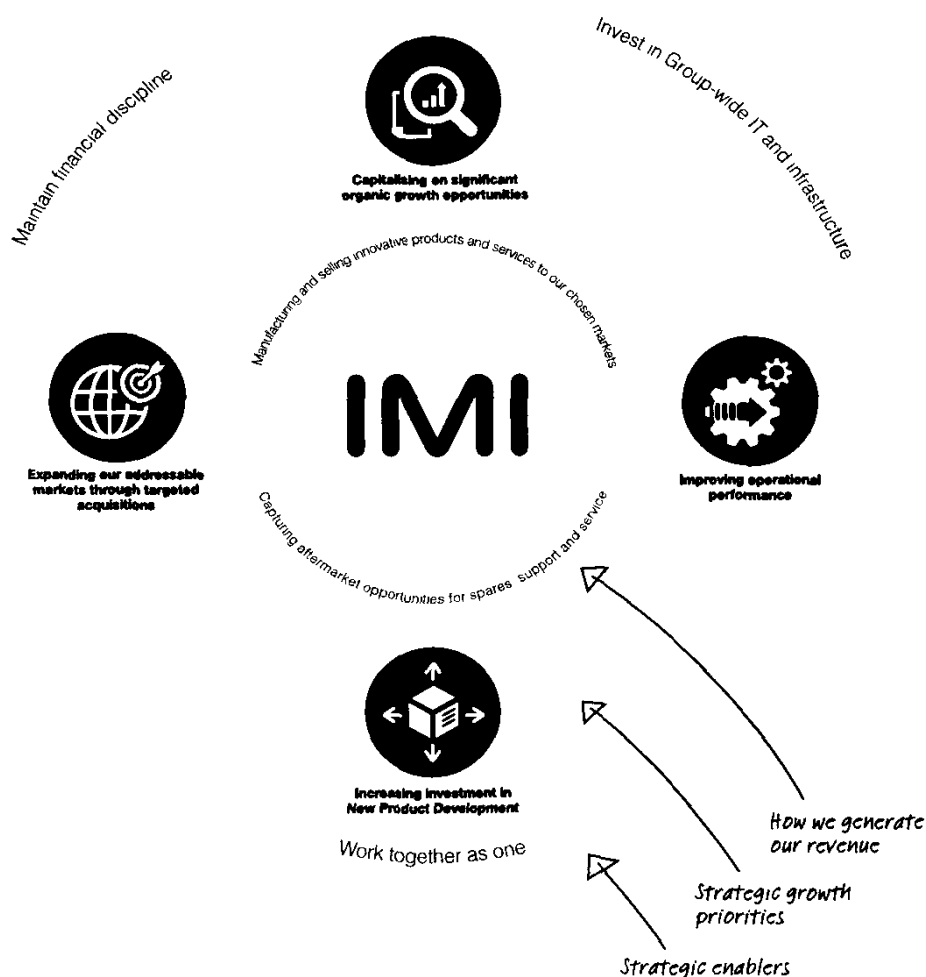 Maintain financial discipline
Invest in Group-wide IT and infrastructure
Capitalising on significant
organic growth opportunities
Manufacturing and selling innovative products and services to our chosen markets
IMI
Expanding our addressable
markets through targeted
acquisitions
Improving operational
performance
Capturing aftermarket opportunities for spares support and service
Increasing investment in
New Product Development
Work together as one
How we generate
our revenue
Strategic growth
priorities
Strategic enablers